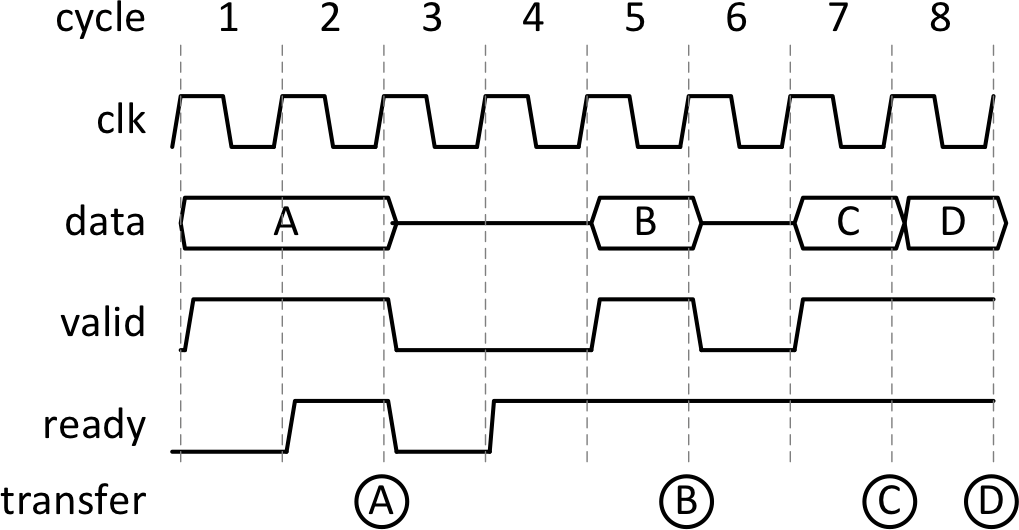 cycle 1 2 3 4 5 6 7 8
clk
data A B C D
valid
ready
transfer A B C D